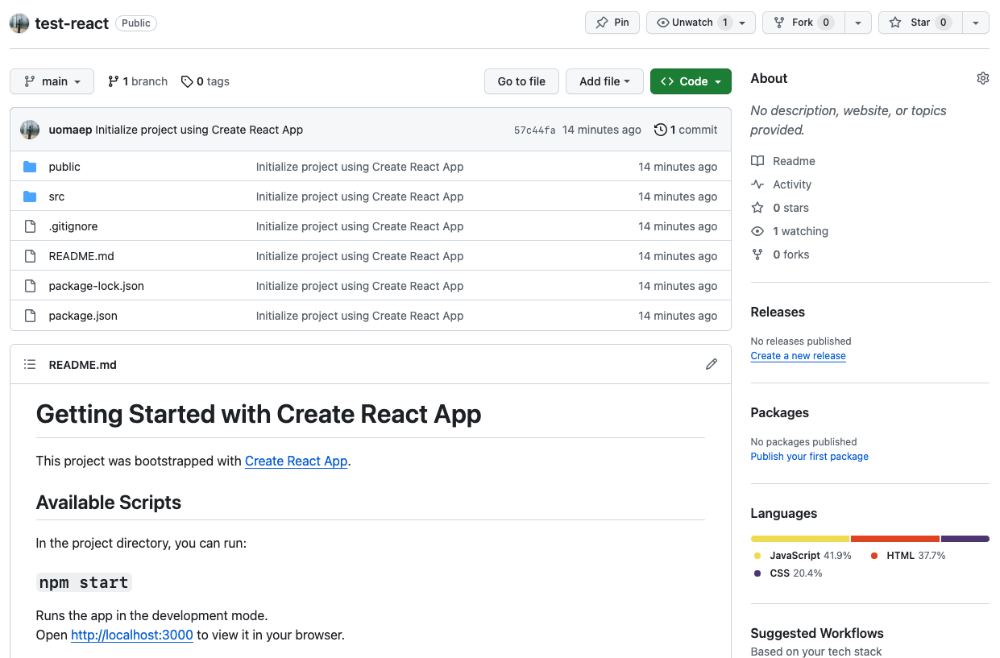 test-react Public Pin Unwatch 1 Fork 0 Star 0
main 1 branch 0 tags Go to file Add file Code
uomaep Initialize project using Create React App 57c44fa 14 minutes ago 1 commit
public Initialize project using Create React App 14 minutes ago
src Initialize project using Create React App 14 minutes ago
.gitignore Initialize project using Create React App 14 minutes ago
README.md Initialize project using Create React App 14 minutes ago
package-lock.json Initialize project using Create React App 14 minutes ago
package.json Initialize project using Create React App 14 minutes ago
README.md
Getting Started with Create React App
This project was bootstrapped with Create React App.
Available Scripts
In the project directory, you can run:
npm start
Runs the app in the development mode.
Open http://localhost:3000 to view it in your browser.
About
No description, website, or topics
provided.
Readme
Activity
0 stars
1 watching
0 forks
Releases
No releases published
Create a new release
Packages
No packages published
Publish your first package
Languages
JavaScript 41.9% HTML 37.7%
CSS 20.4%
Suggested Workflows
Based on your tech stack